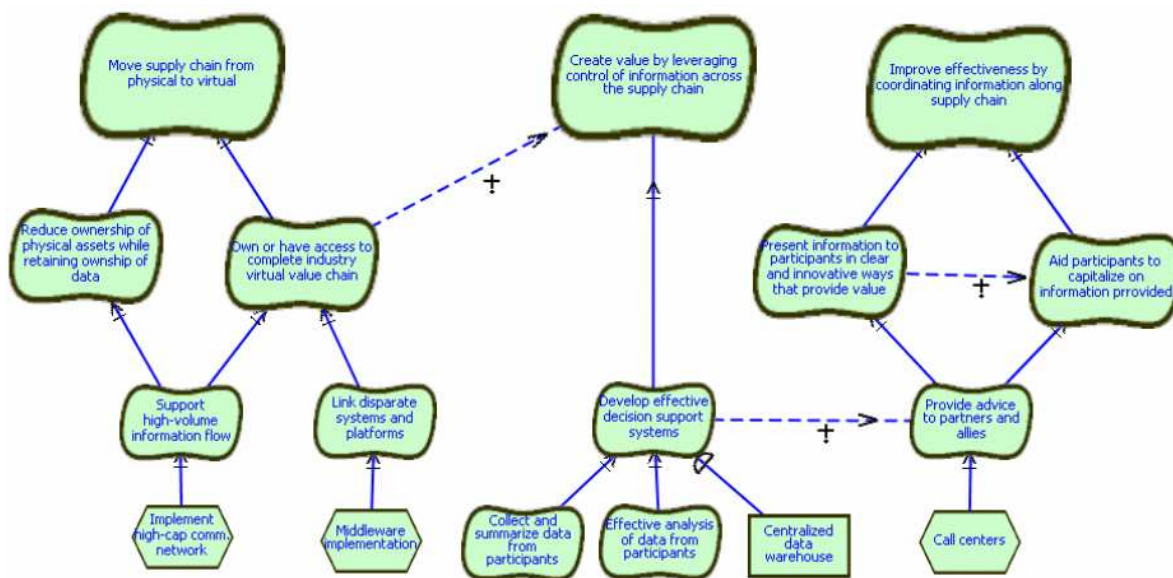 Move supply chain from
physical to virtual
Create value by leveraging
control of information across
the supply chain
Improve effectiveness by
coordinating information along
supply chain
Reduce ownership of
physical assets while
retaining ownship of
data
Own or have access to
complete industry
virtual value chain
Present information to
participants in clear
and innovative ways
that provide value
Aid participants to
capitalize on
information prrovided
Support
high-volume
information flow
Link disparate
systems and
platforms
Develop effective
decision support
systems
Provide advice
to partners and
allies
Implement
high-cap comm.
network
Middleware
implementation
Collect and
summarize data
from
participants
Effective analysis
of data from
participants
Centralized
data
warehouse
Call centers